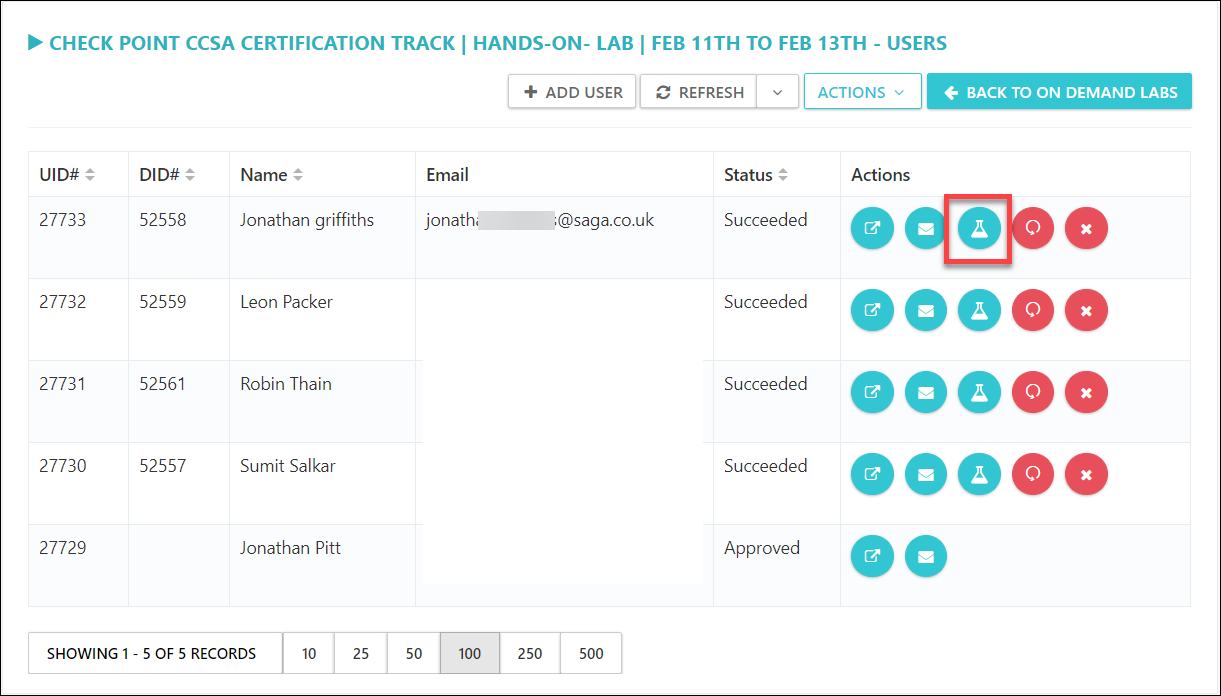 CHECK POINT CCSA CERTIFICATION TRACK | HANDS-ON- LAB | FEB 11TH TO FEB 13TH - USERS
ADD USER REFRESH ACTIONS BACK TO ON DEMAND LABS
UID# DID# Name Email Status Actions
27733 52558 Jonathan griffiths @saga.co.uk Succeeded
27732 52559 Leon Packer Succeeded
27731 52561 Robin Thain Succeeded
27730 52557 Sumit Salkar Succeeded
27729 Jonathan Pitt Approved
SHOWING 1 - 5 OF 5 RECORDS 10 25 50 100 250 500